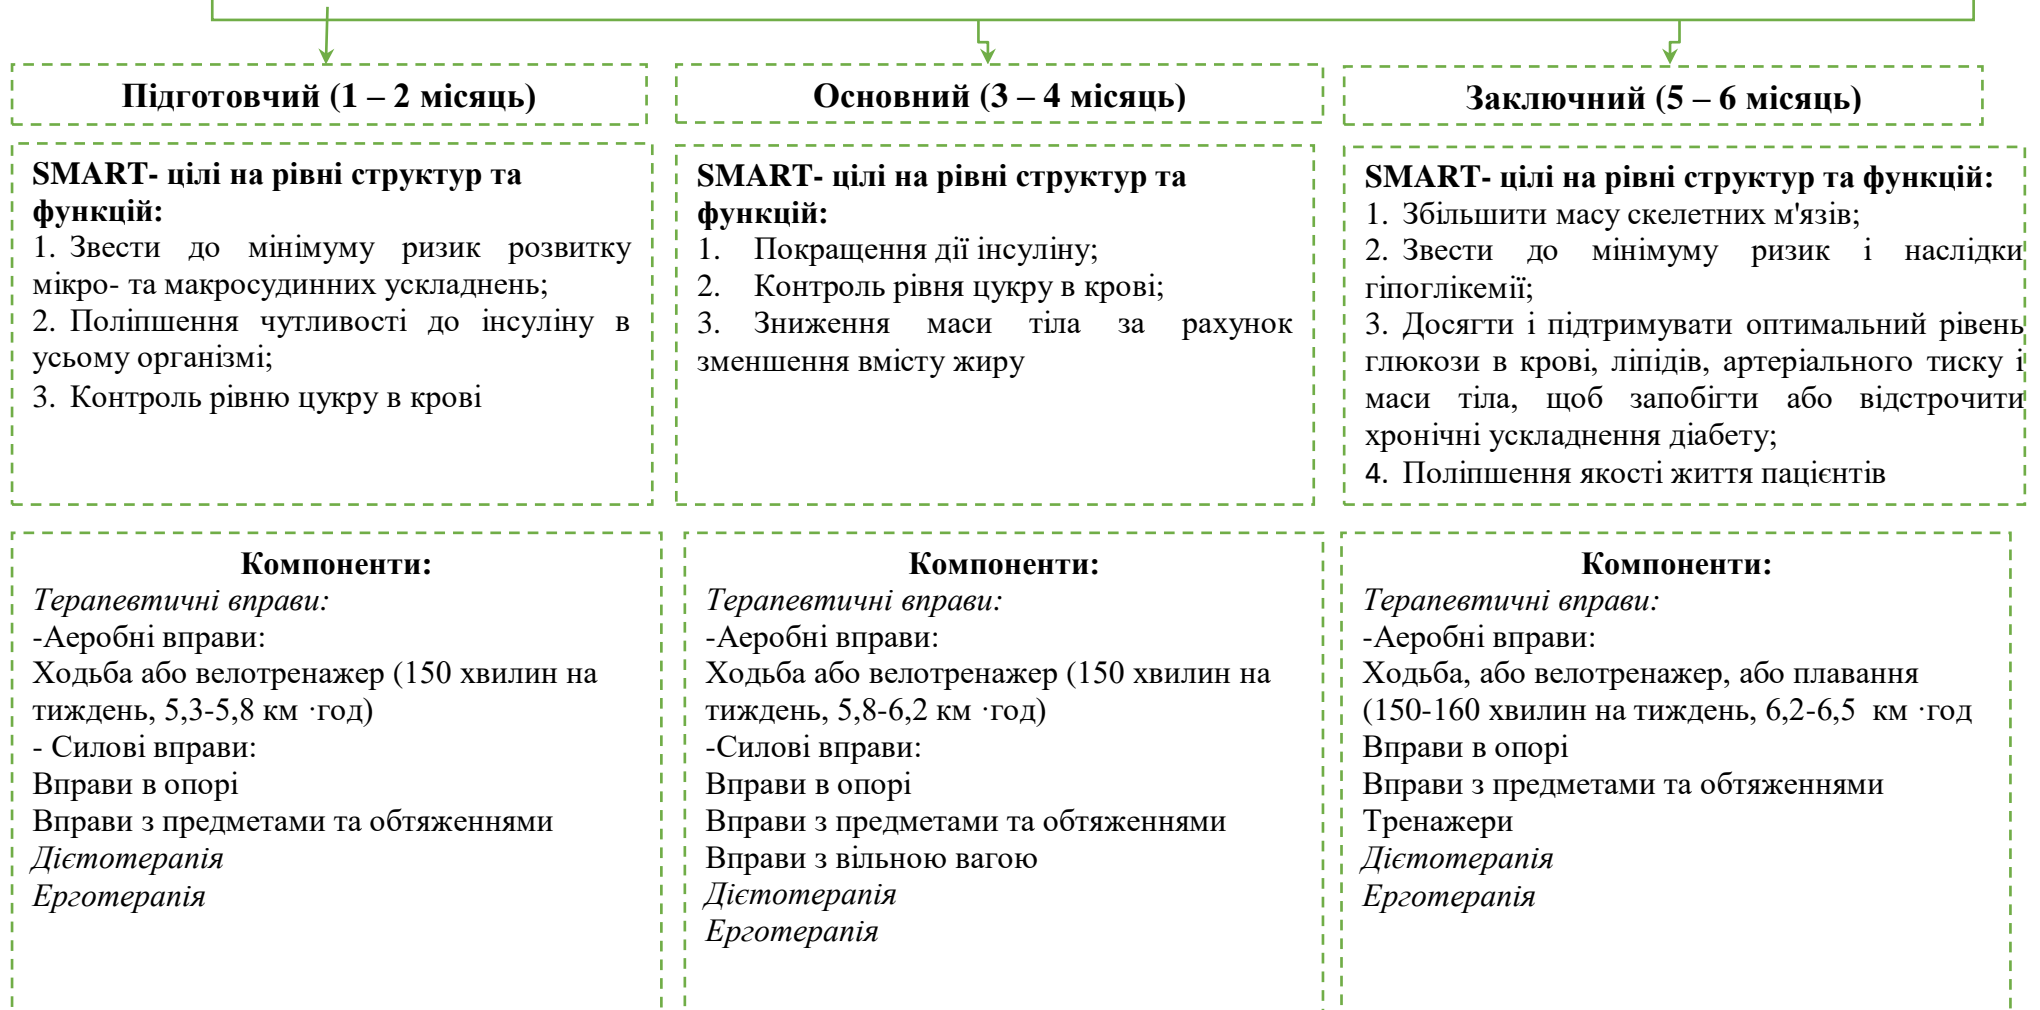 Підготовчий (1 – 2 місяць)
Основний (3 – 4 місяць)
Заключний (5 – 6 місяць)
SMART- цілі на рівні структур та
функцій:
1. Звести до мінімуму ризик розвитку
мікро- та макросудинних ускладнень;
2. Поліпшення чутливості до інсуліну в
усьому організмі;
3. Контроль рівню цукру в крові
SMART- цілі на рівні структур та
функцій:
1. Покращення дії інсуліну;
2. Контроль рівня цукру в крові;
3. Зниження маси тіла за рахунок
зменшення вмісту жиру
SMART- цілі на рівні структур та функцій:
1. Збільшити масу скелетних м'язів;
2. Звести до мінімуму ризик і наслідки
гіпоглікемії;
3. Досягти і підтримувати оптимальний рівень
глюкози в крові, ліпідів, артеріального тиску і
маси тіла, щоб запобігти або відстрочити
хронічні ускладнення діабету;
4. Поліпшення якості життя пацієнтів
Компоненти:
Терапевтичні вправи:
-Аеробні вправи:
Ходьба або велотренажер (150 хвилин на
тиждень, 5,3-5,8 км ·год)
- Силові вправи:
Вправи в опорі
Вправи з предметами та обтяженнями
Дієтотерапія
Ерготерапія
Компоненти:
Терапевтичні вправи:
-Аеробні вправи:
Ходьба або велотренажер (150 хвилин на
тиждень, 5,8-6,2 км ·год)
-Силові вправи:
Вправи в опорі
Вправи з предметами та обтяженнями
Вправи з вільною вагою
Дієтотерапія
Ерготерапія
Компоненти:
Терапевтичні вправи:
-Аеробні вправи:
Ходьба, або велотренажер, або плавання
(150-160 хвилин на тиждень, 6,2-6,5 км ·год
Вправи в опорі
Вправи з предметами та обтяженнями
Тренажери
Дієтотерапія
Ерготерапія